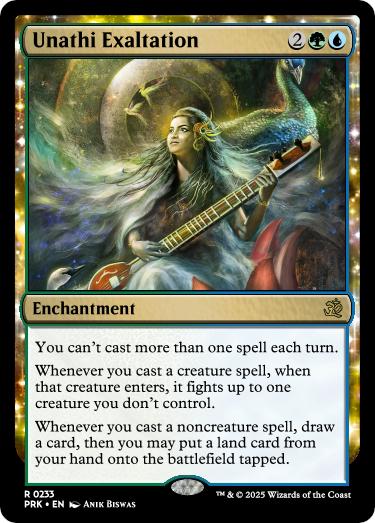 Unathi Exaltation 2
Enchantment
You can't cast more than one spell each turn.
Whenever you cast a creature spell, when
that creature enters, it fights up to one
creature you don't control.
Whenever you cast a noncreature spell, draw
a card, then you may put a land card from
your hand onto the battlefield tapped.
R 0233
PRK • EN Anik Biswas
™ & © 2025 Wizards of the Coast